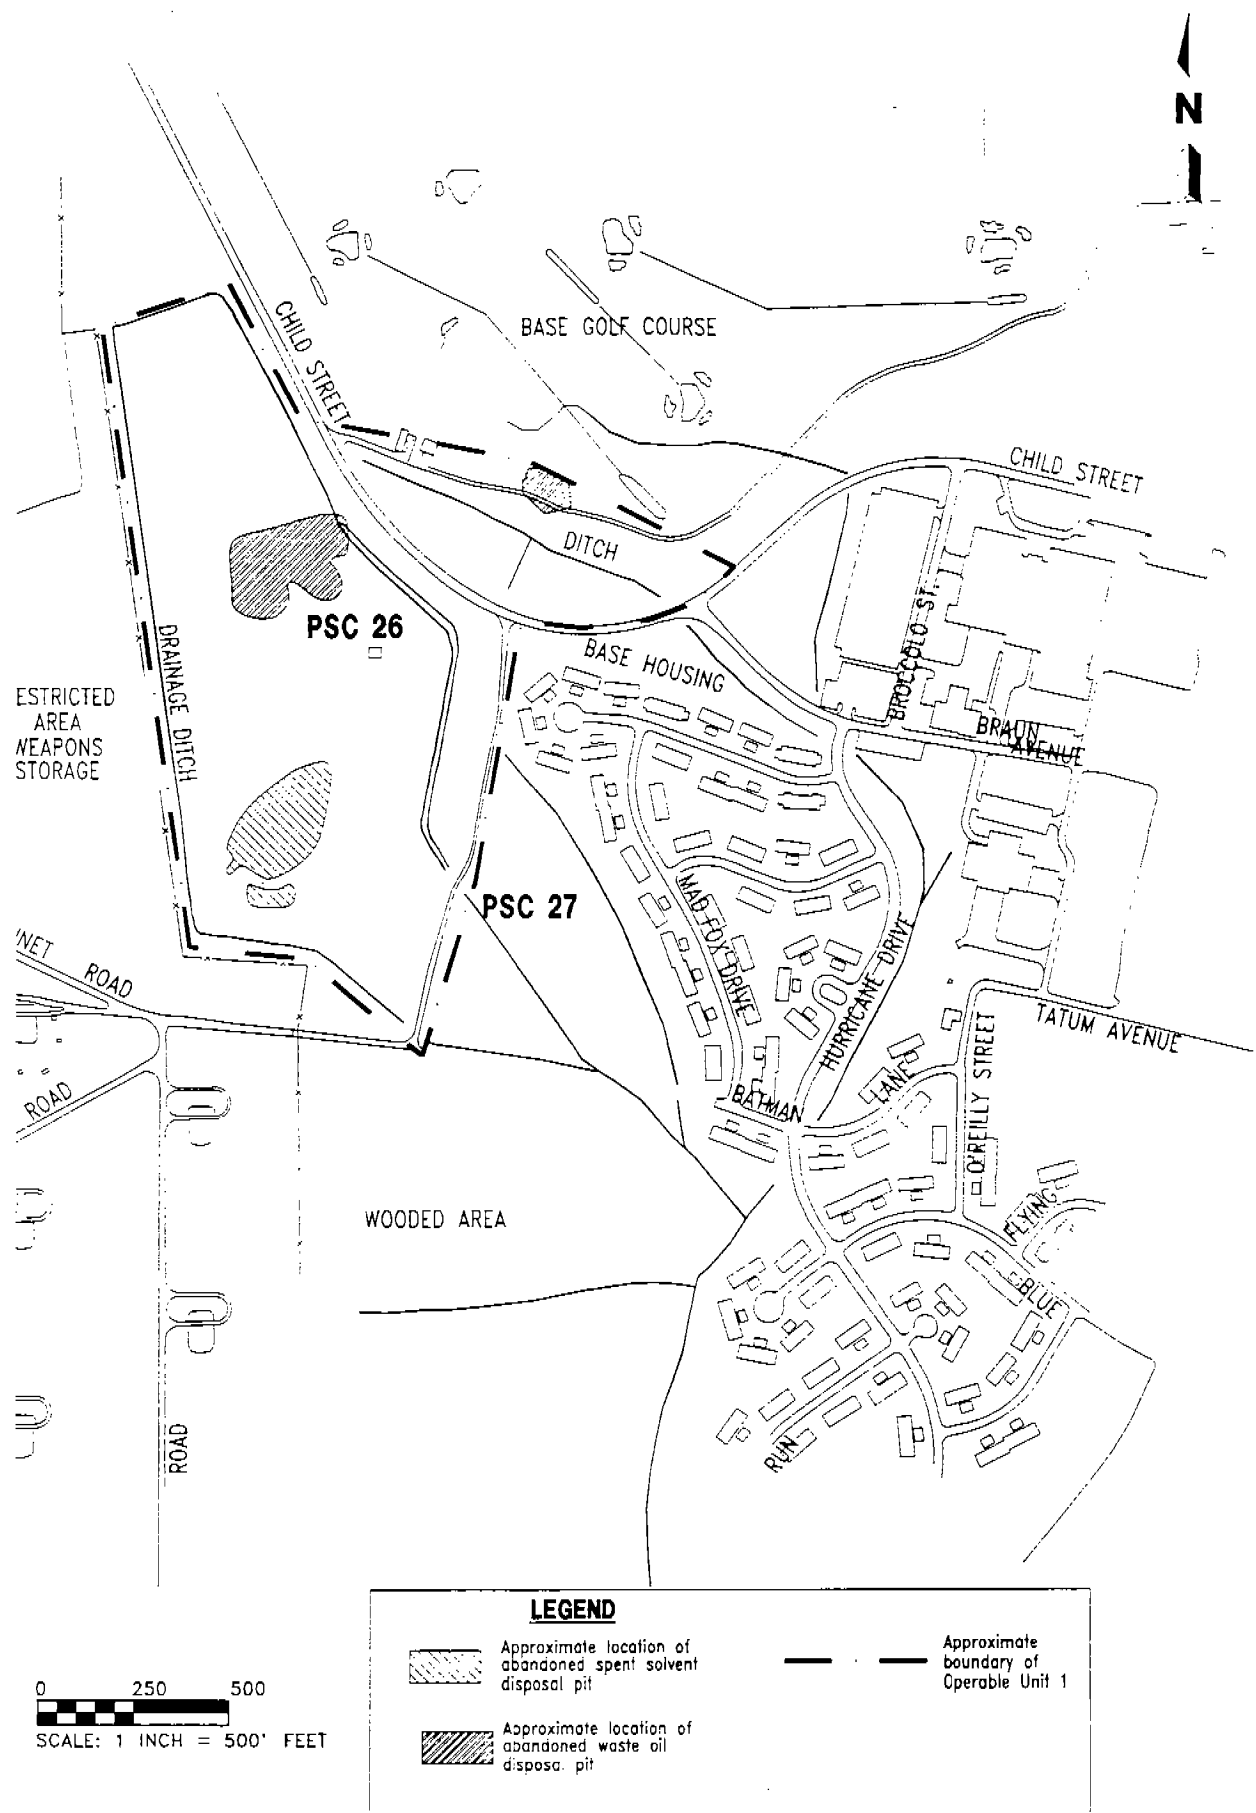 N
CHILD STREET
BASE GOLF COURSE
CHILD STREET
DITCH
PSC 26
BASE HOUSING
BROCCOLO ST.
DRAINAGE DITCH
ESTRICTED
AREA
WEAPONS
STORAGE
BRAUN
AVENUE
PSC 27
MAD FOX DRIVE
HURRICANE DRIVE
NET
ROAD
TATUM AVENUE
O'REILLY STREET
LANE
BATMAN
ROAD
WOODED AREA
FLYING
BLUE
ROAD
RUN
LEGEND
Approximate location of
abandoned spent solvent
disposal pit
Approximate
boundary of
Operable Unit 1
Approximate location of
abandoned waste oil
disposa. pit
0 250 500
SCALE: 1 INCH = 500' FEET